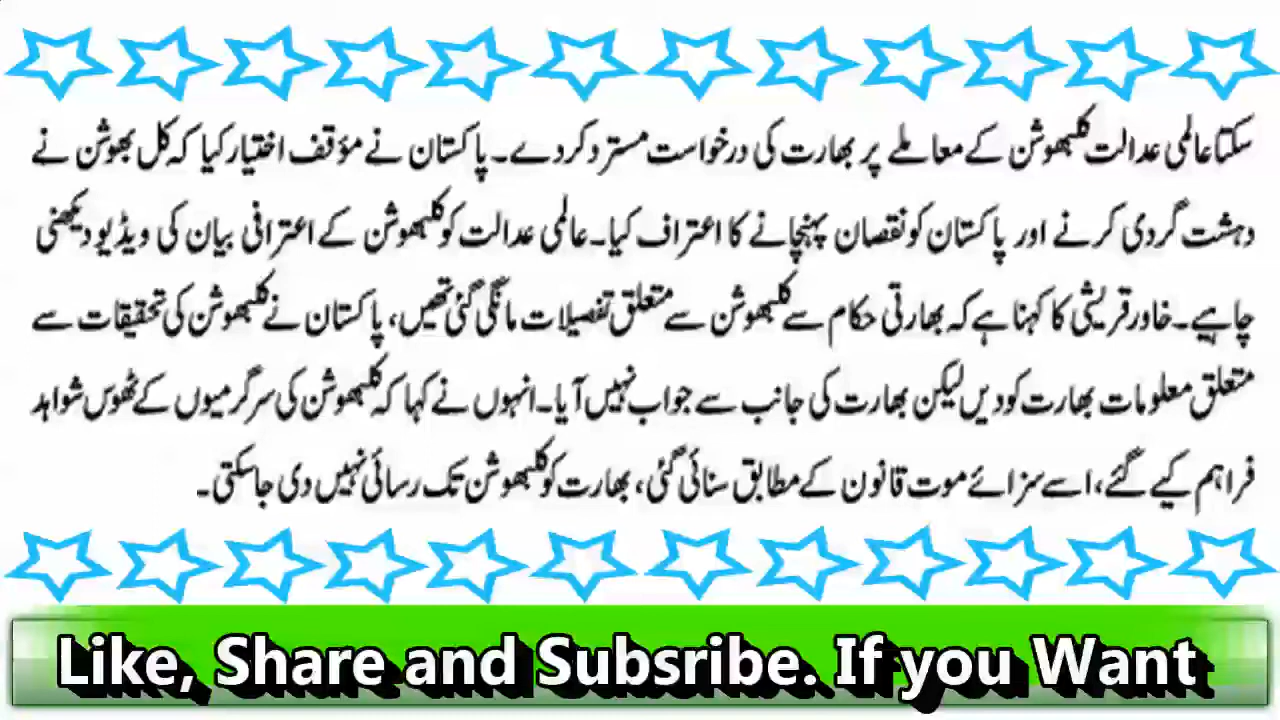 سکتا عالمی عدالت کلبھوشن کے معاملے پر بھارت کی درخواست مسترد کر دے۔ پاکستان نے مؤقف اختیار کیا کہ کل بھوشن نے
دہشت گردی کرنے اور پاکستان کو نقصان پہنچانے کا اعتراف کیا۔ عالمی عدالت کو کلبھوشن کے اعترافی بیان کی ویڈیو دیکھنی
چاہیے۔ خاور قریشی کا کہنا ہے کہ بھارتی حکام سے کلبھوشن سے متعلق تفصیلات مانگی گئی تھیں، پاکستان نے کلبھوشن کی تحقیقات سے
متعلق معلومات بھارت کو دیں لیکن بھارت کی جانب سے جواب نہیں آیا۔ انہوں نے کہا کہ کلبھوشن کی سرگرمیوں کے ٹھوس شواہد
فراہم کیے گئے، اسے سزائے موت قانون کے مطابق سنائی گئی، بھارت کو کلبھوشن تک رسائی نہیں دی جا سکتی۔
Like, Share and Subsribe. If you Want